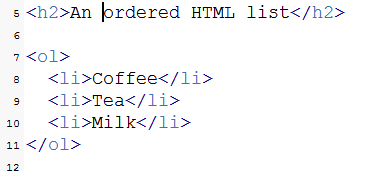 5 <h2>An ordered HTML list</h2>
6
7 <ol>
8   <li>Coffee</li>
9   <li>Tea</li>
10   <li>Milk</li>
11 </ol>
12